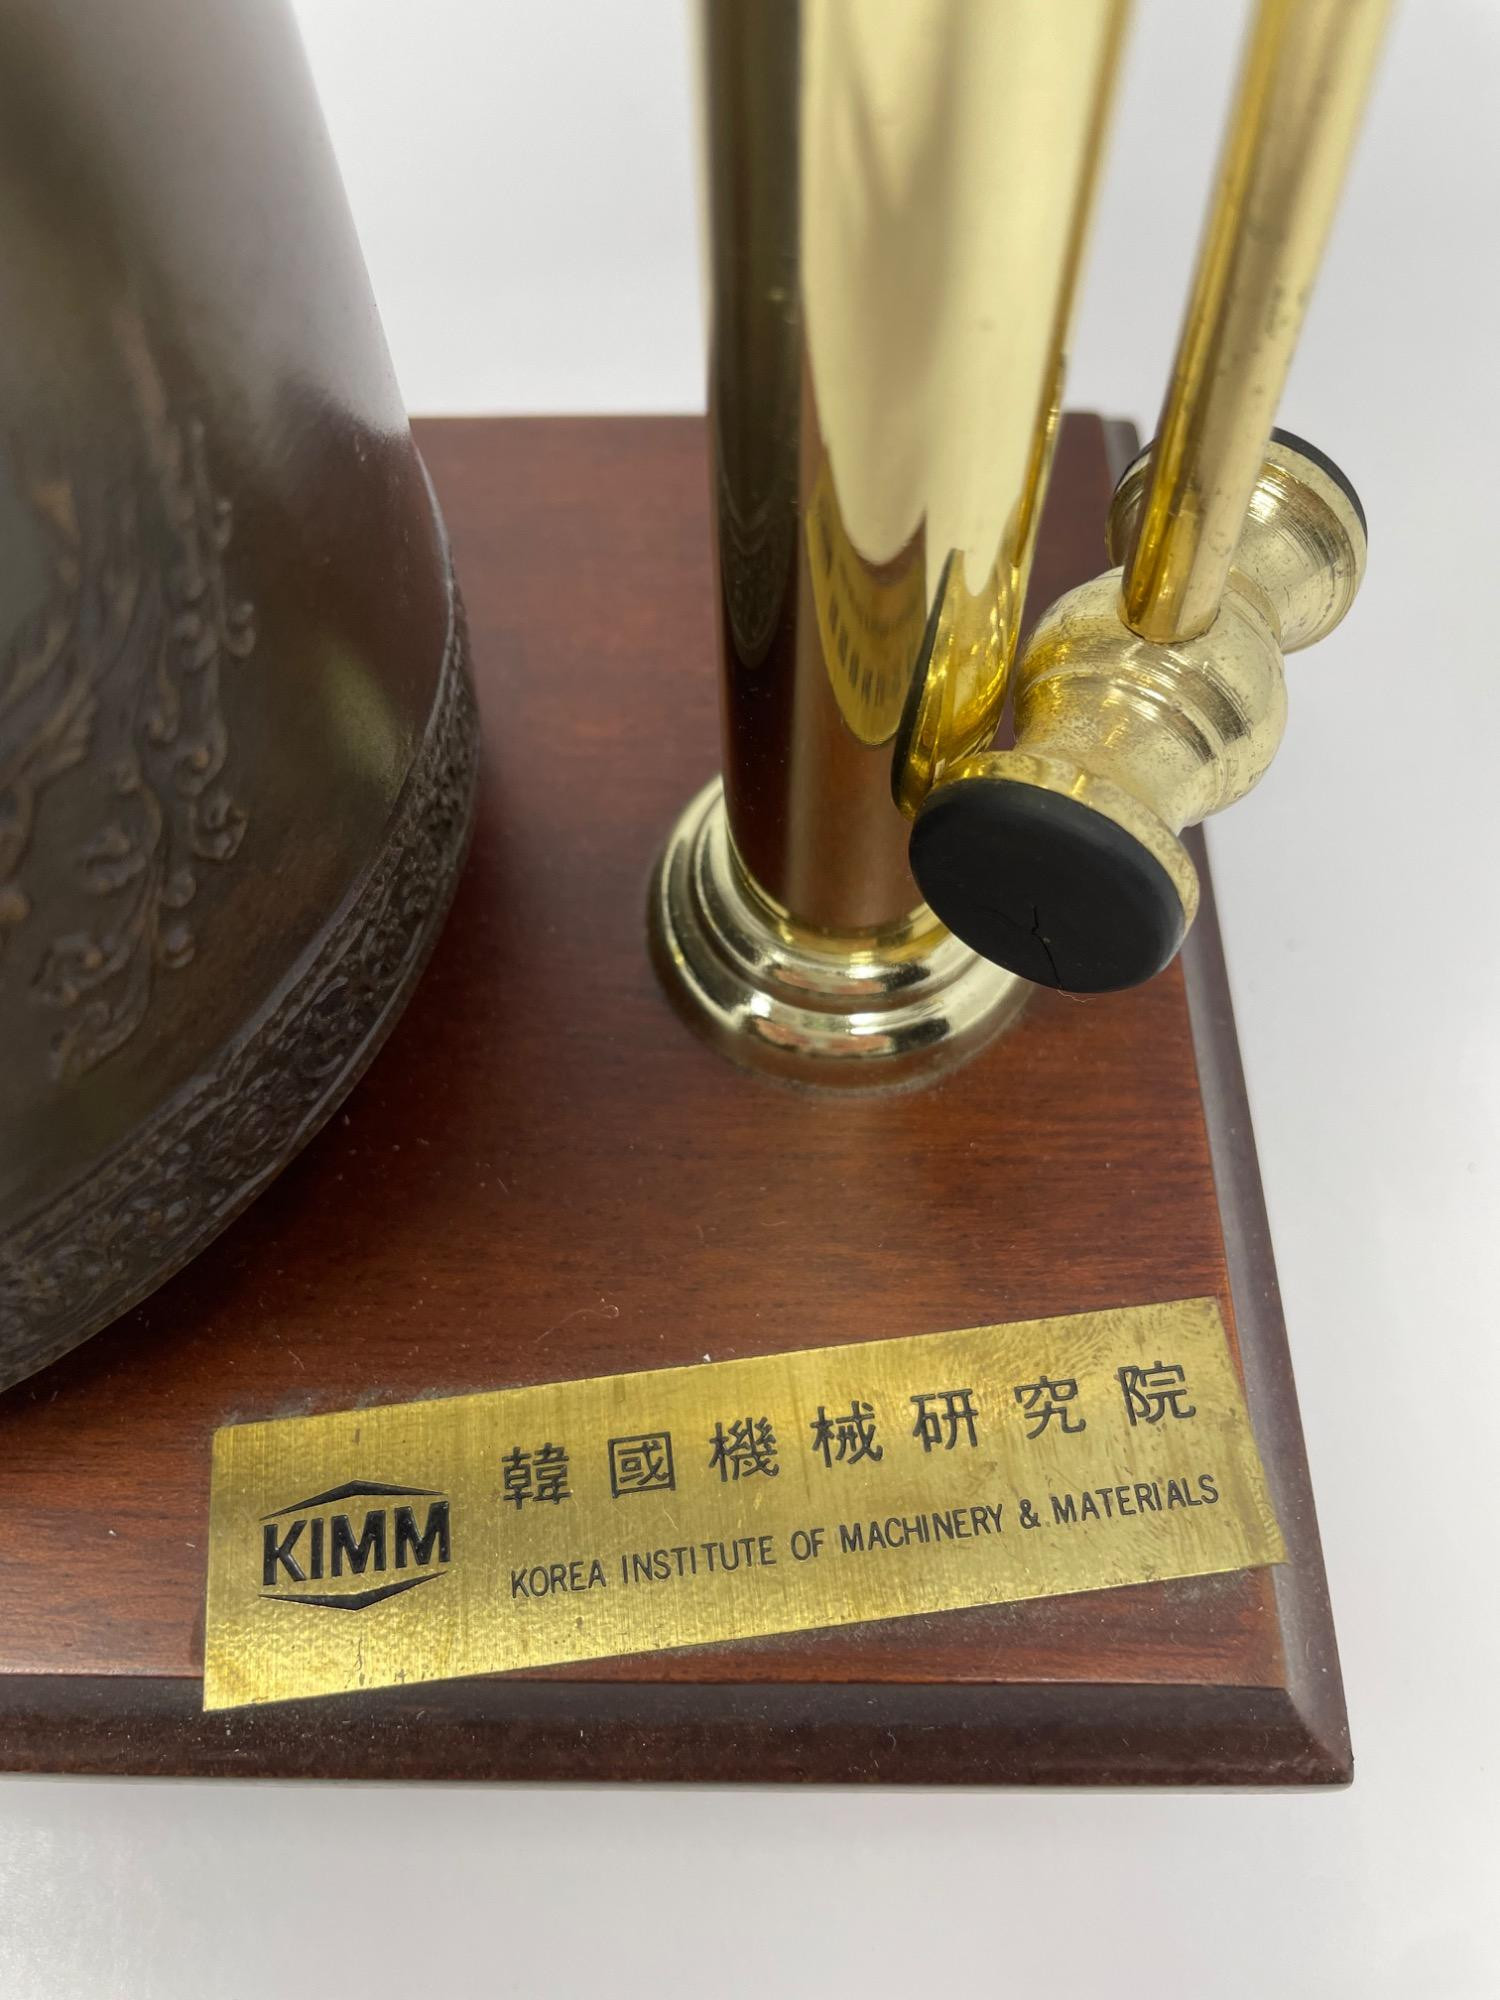 韓國機械研究院
KIMM
KOREA INSTITUTE OF MACHINERY & MATERIALS